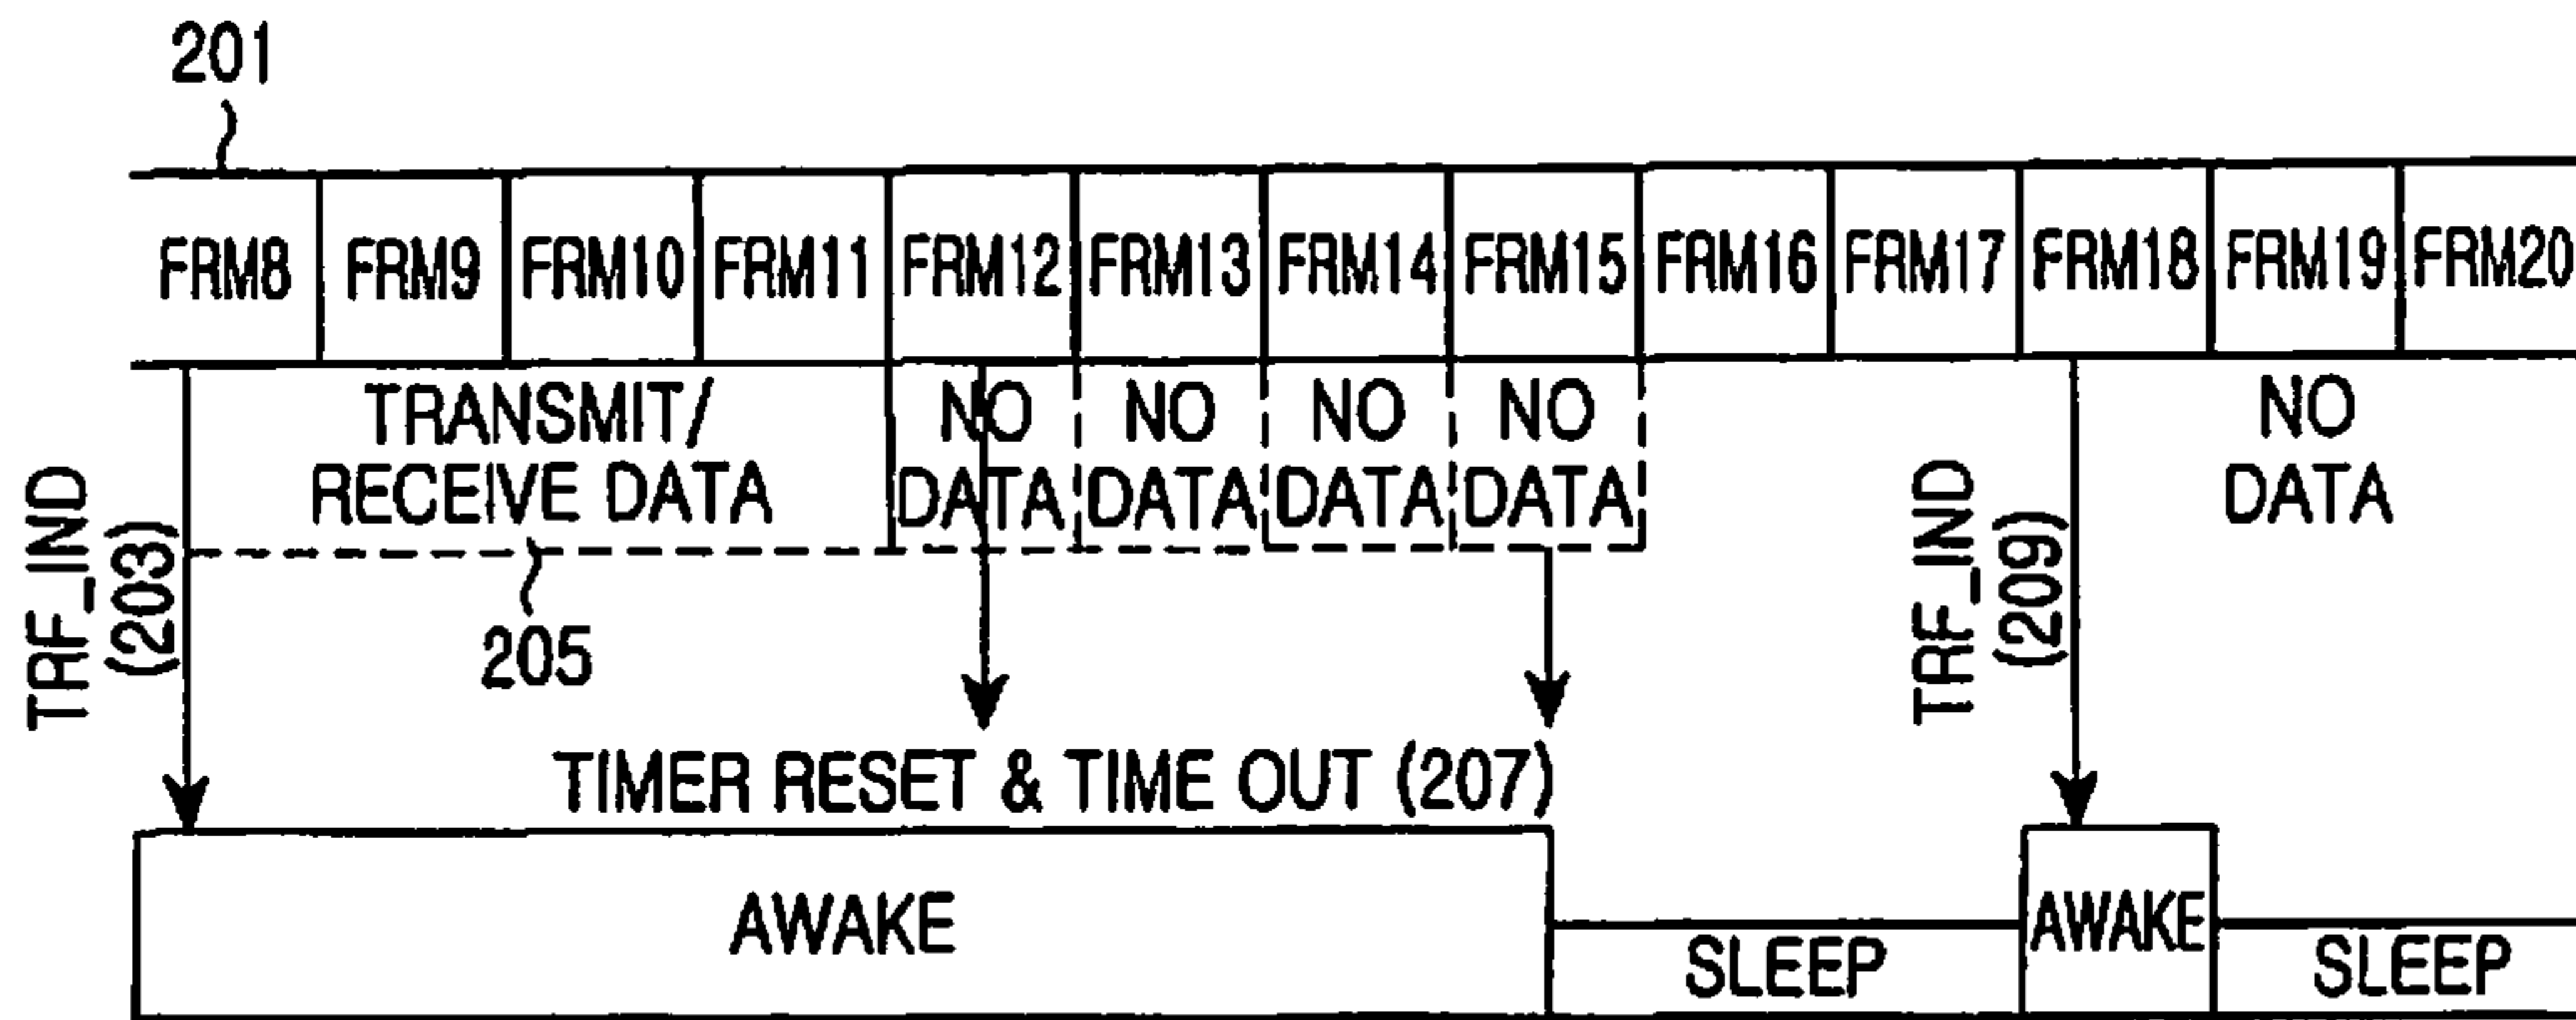 201
FRM8 FRM9 FRM10 FRM11 FRM12 FRM13 FRM14 FRM15 FRM16 FRM17 FRM18 FRM19 FRM20
TRF_IND
(203)
TRANSMIT/
RECEIVE DATA
205
NO
DATA
NO
DATA
NO
DATA
NO
DATA
TRF_IND
(209)
NO
DATA
TIMER RESET & TIME OUT (207)
AWAKE
SLEEP
AWAKE
SLEEP